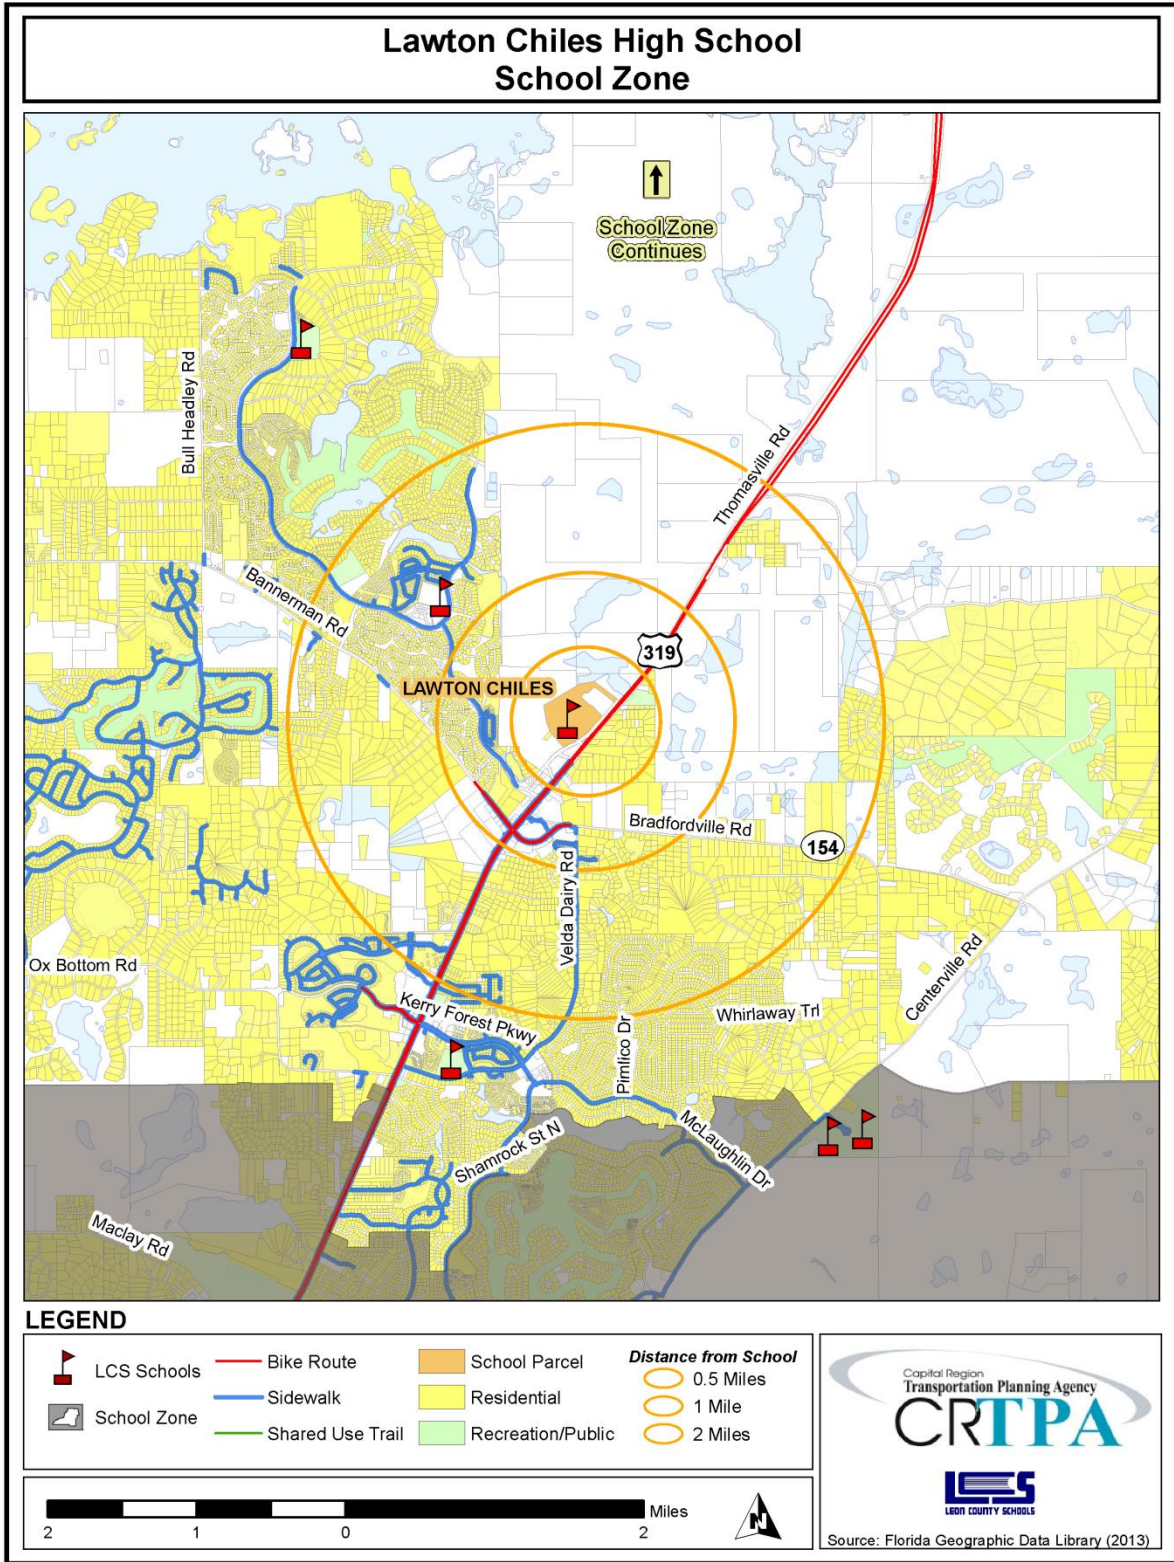 Lawton Chiles High School
School Zone
School Zone
Continues
Bull Headley Rd
Thomasville Rd
Bannerman Rd
319
LAWTON CHILES
Bradfordville Rd
154
Velda Dairy Rd
Ox Bottom Rd
Centerville Rd
Kerry Forest Pkwy
Whirlaway Trl
Pimlico Dr
McLaughlin Dr
Shamrock St N
Maclay Rd
LEGEND
LCS Schools
School Zone
Bike Route
Sidewalk
Shared Use Trail
School Parcel
Residential
Recreation/Public
Distance from School
0.5 Miles
1 Mile
2 Miles
2 1 0 2 Miles
N
Capital Region
Transportation Planning Agency
CRTPA
LCS
LEON COUNTY SCHOOLS
Source: Florida Geographic Data Library (2013)